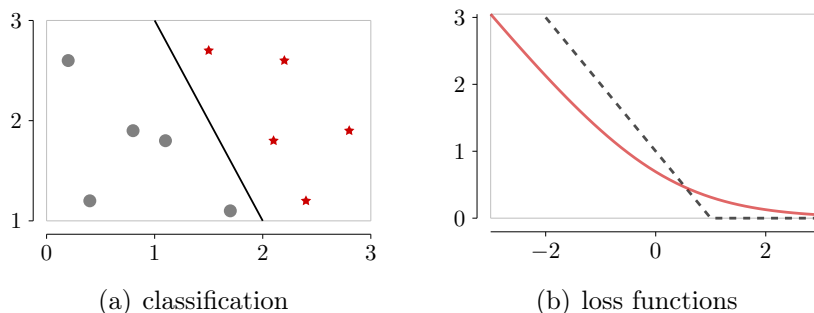 3
2
1
0 1 2 3
(a) classification
3
2
1
0
−2 0 2
(b) loss functions